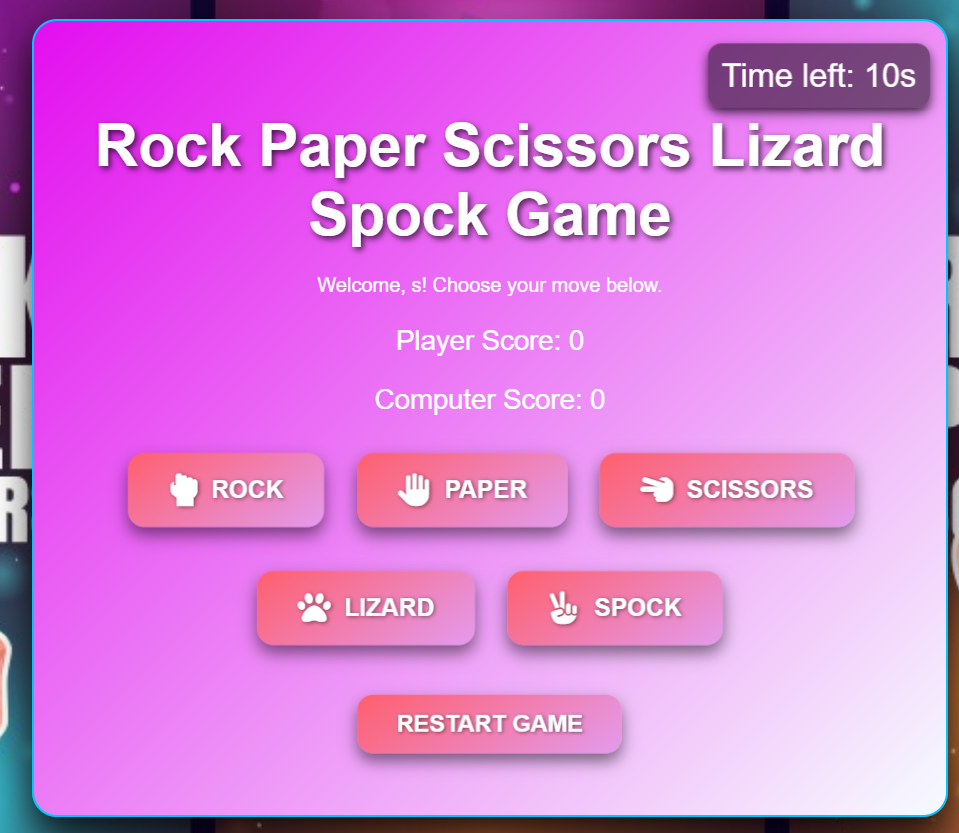 Time left: 10s
Rock Paper Scissors Lizard
Spock Game
Welcome, s! Choose your move below.
Player Score: 0
Computer Score: 0
ROCK
PAPER
SCISSORS
LIZARD
SPOCK
RESTART GAME